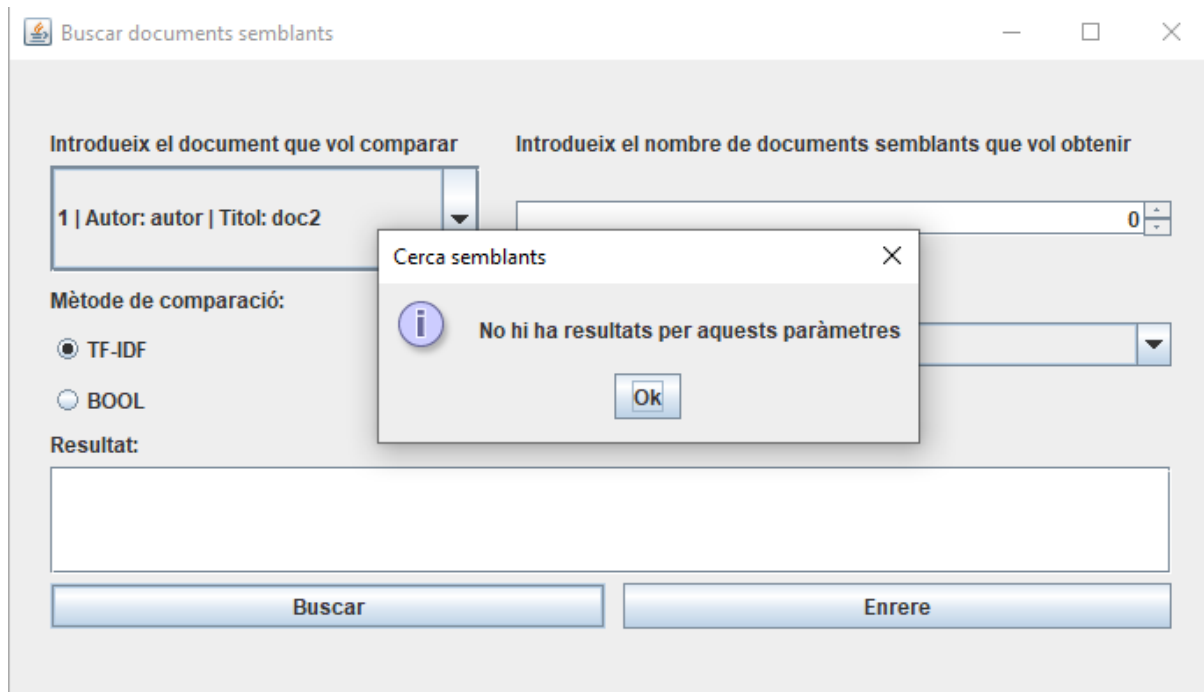 Buscar documents semblants
Introdueix el document que vol comparar
Introdueix el nombre de documents semblants que vol obtenir
1 | Autor: autor | Titol: doc2
0
Cerca semblants
No hi ha resultats per aquests paràmetres
Ok
Mètode de comparació:
TF-IDF
BOOL
Resultat:
Buscar
Enrere